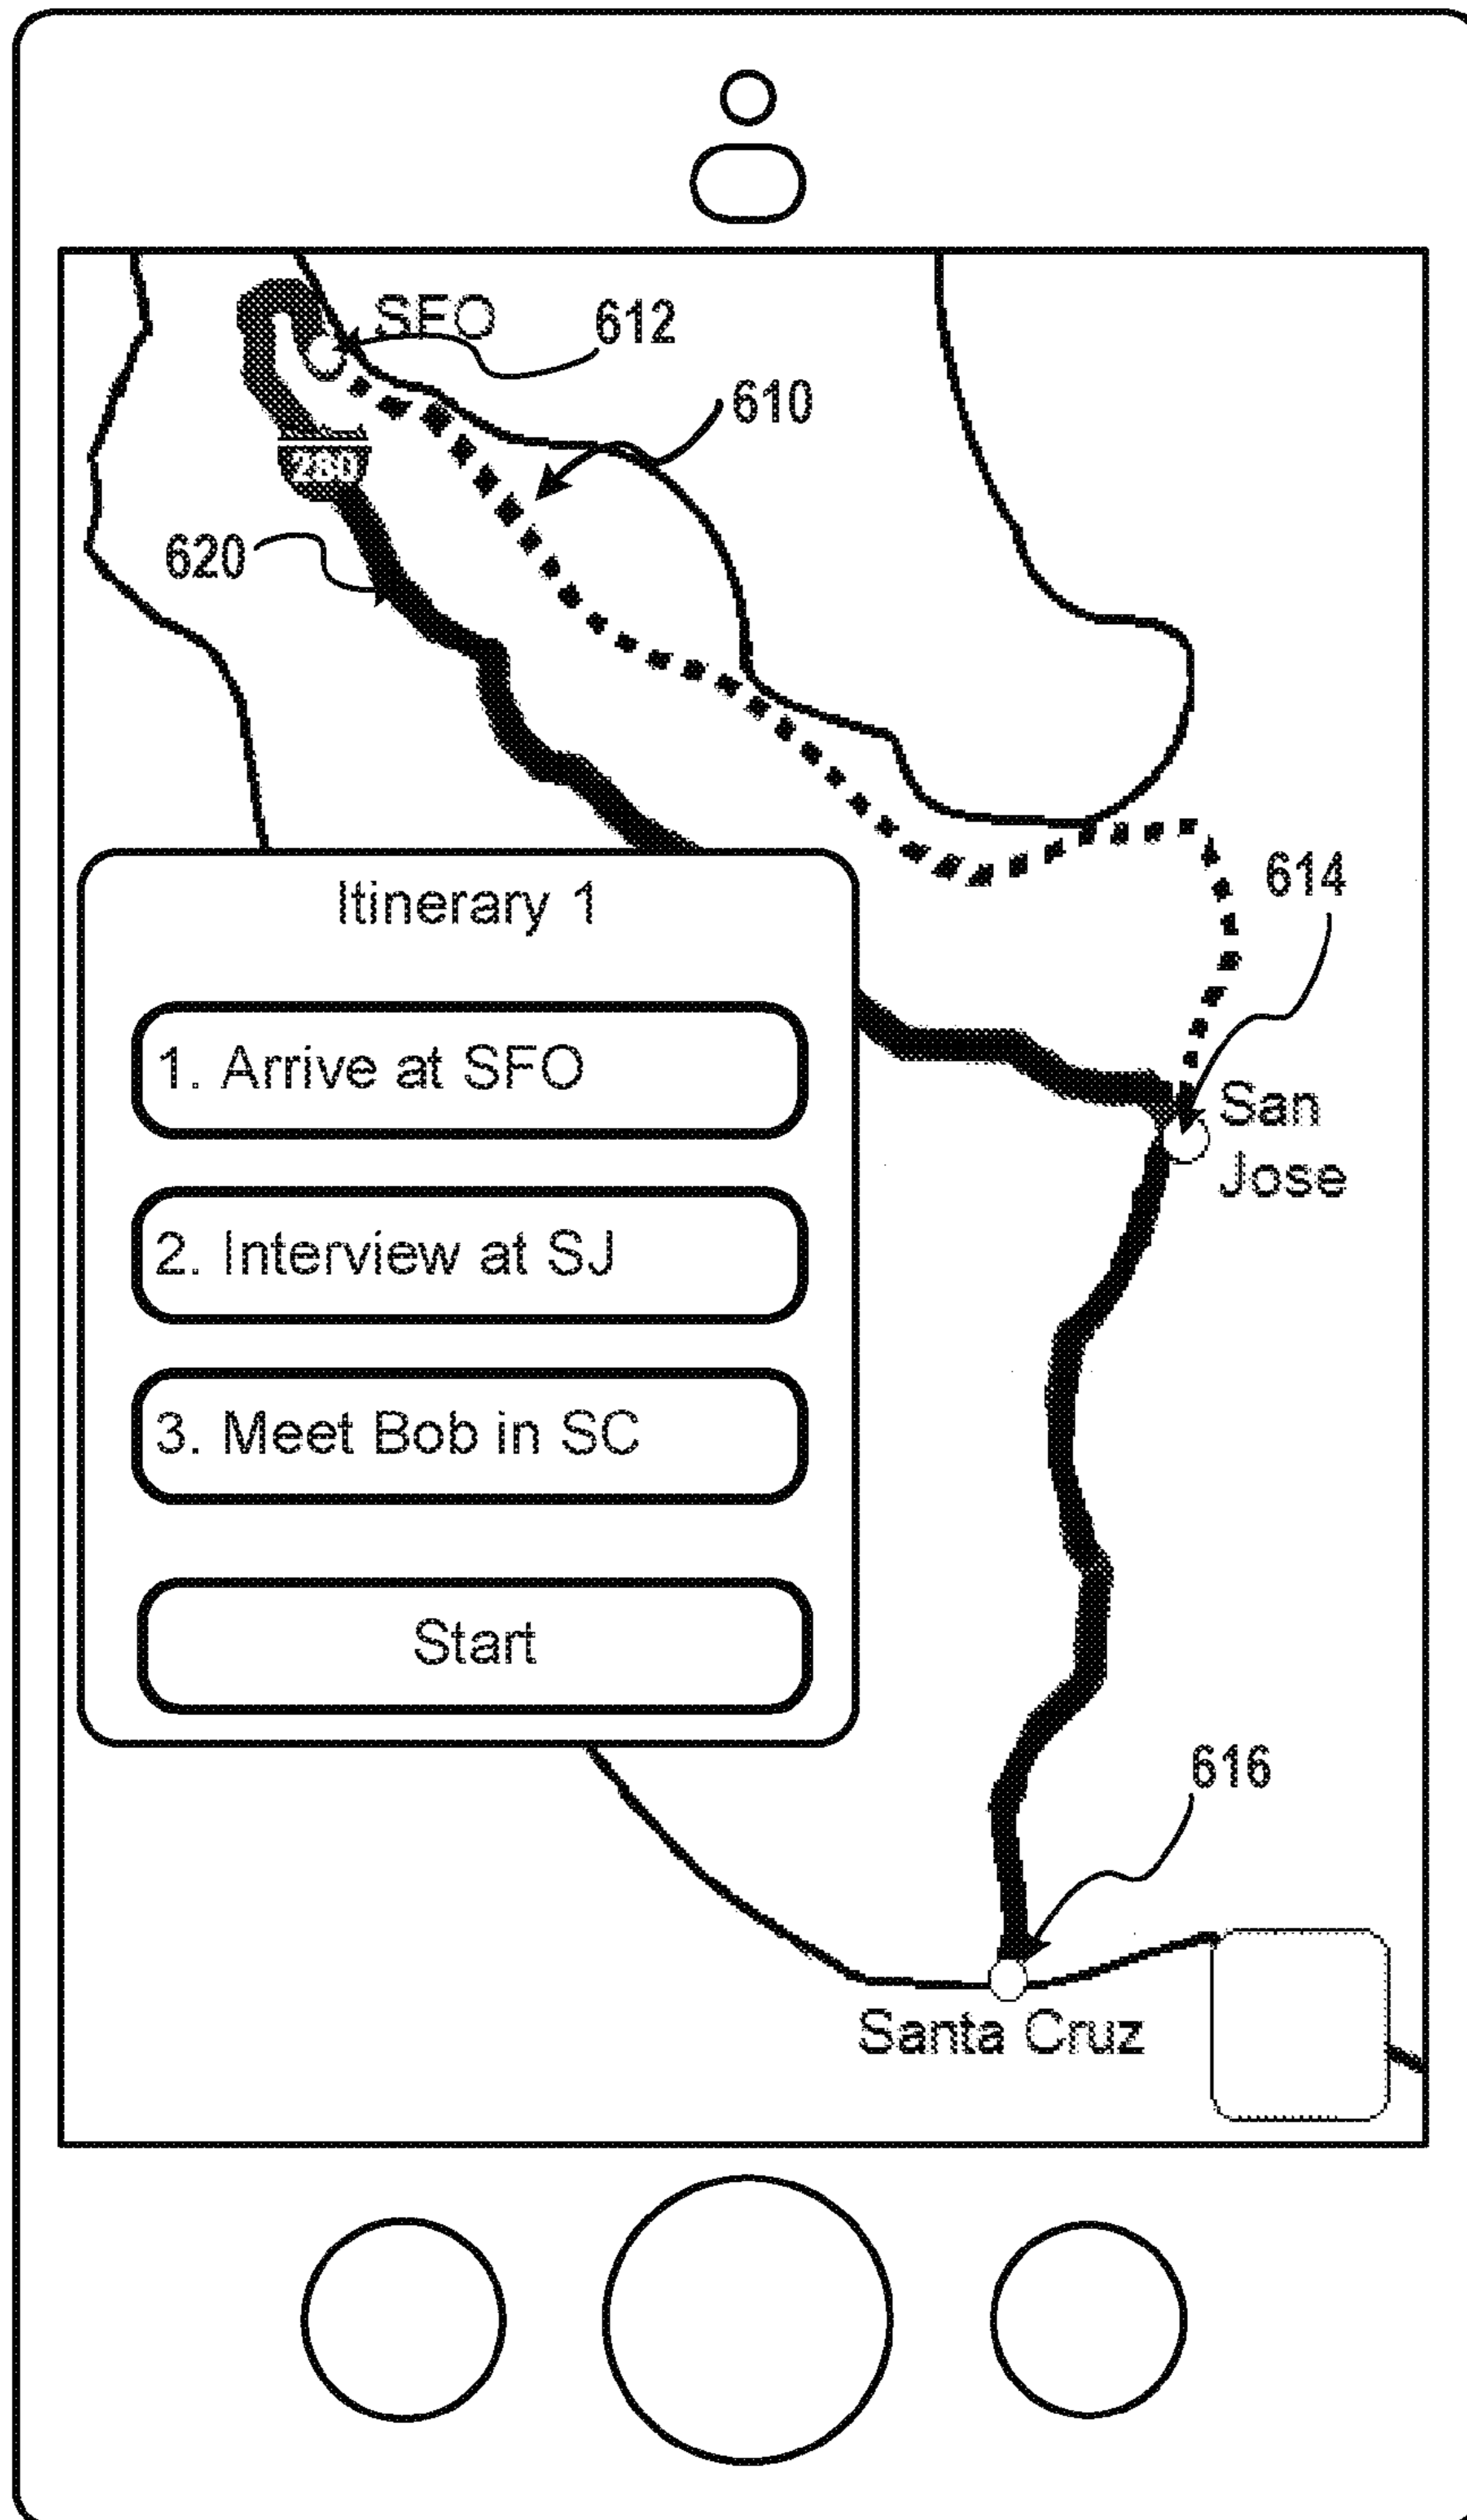 SFO
612
610
280
620
614
Itinerary 1
1. Arrive at SFO
San
Jose
2. Interview at SJ
3. Meet Bob in SC
Start
616
Santa Cruz